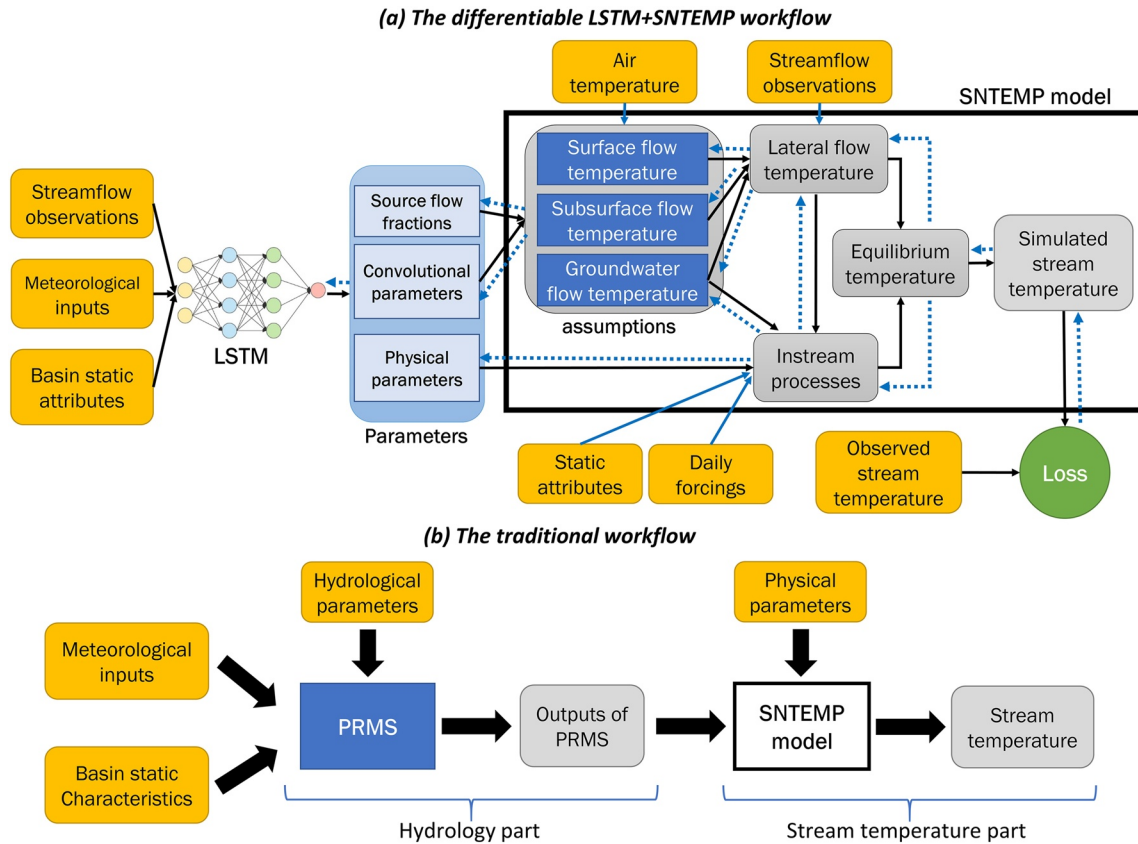 (a) The differentiable LSTM+SNTEMP workflow
Air
temperature
Streamflow
observations
SNTEMP model
Streamflow
observations
Meteorological
inputs
Basin static
attributes
LSTM
Source flow
fractions
Convolutional
parameters
Physical
parameters
Parameters
Surface flow
temperature
Subsurface flow
temperature
Groundwater
flow temperature
assumptions
Lateral flow
temperature
Instream
processes
Equilibrium
temperature
Simulated
stream
temperature
Static
attributes
Daily
forcings
Observed
stream
temperature
Loss
(b) The traditional workflow
Hydrological
parameters
Physical
parameters
Meteorological
inputs
Basin static
Characteristics
PRMS
Outputs of
PRMS
SNTEMP
model
Stream
temperature
Hydrology part
Stream temperature part